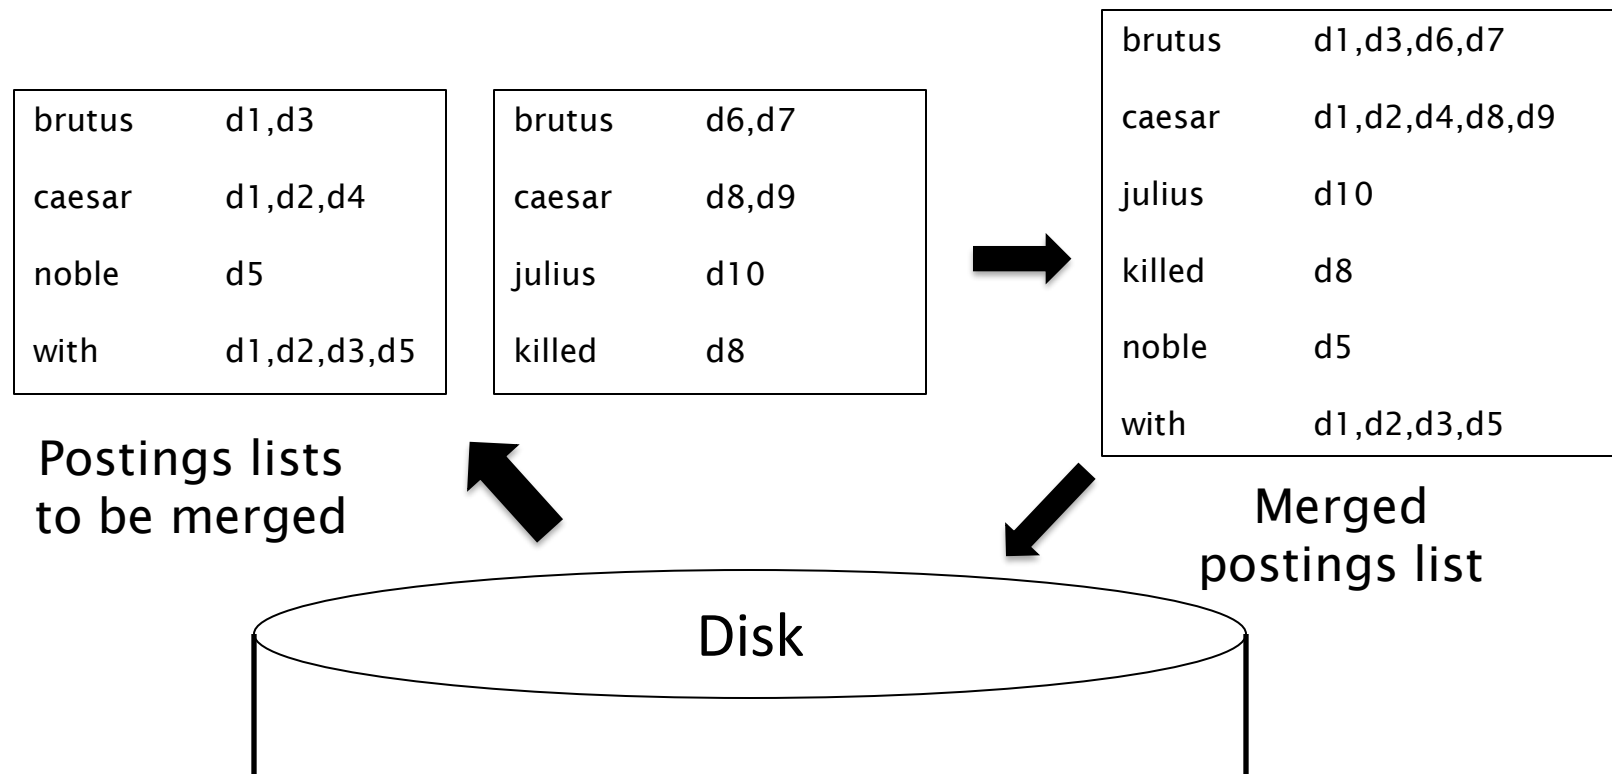 brutus d1,d3
caesar d1,d2,d4
noble d5
with d1,d2,d3,d5
brutus d6,d7
caesar d8,d9
julius d10
killed d8
brutus d1,d3,d6,d7
caesar d1,d2,d4,d8,d9
julius d10
killed d8
noble d5
with d1,d2,d3,d5
Postings lists
to be merged
Merged
postings list
Disk